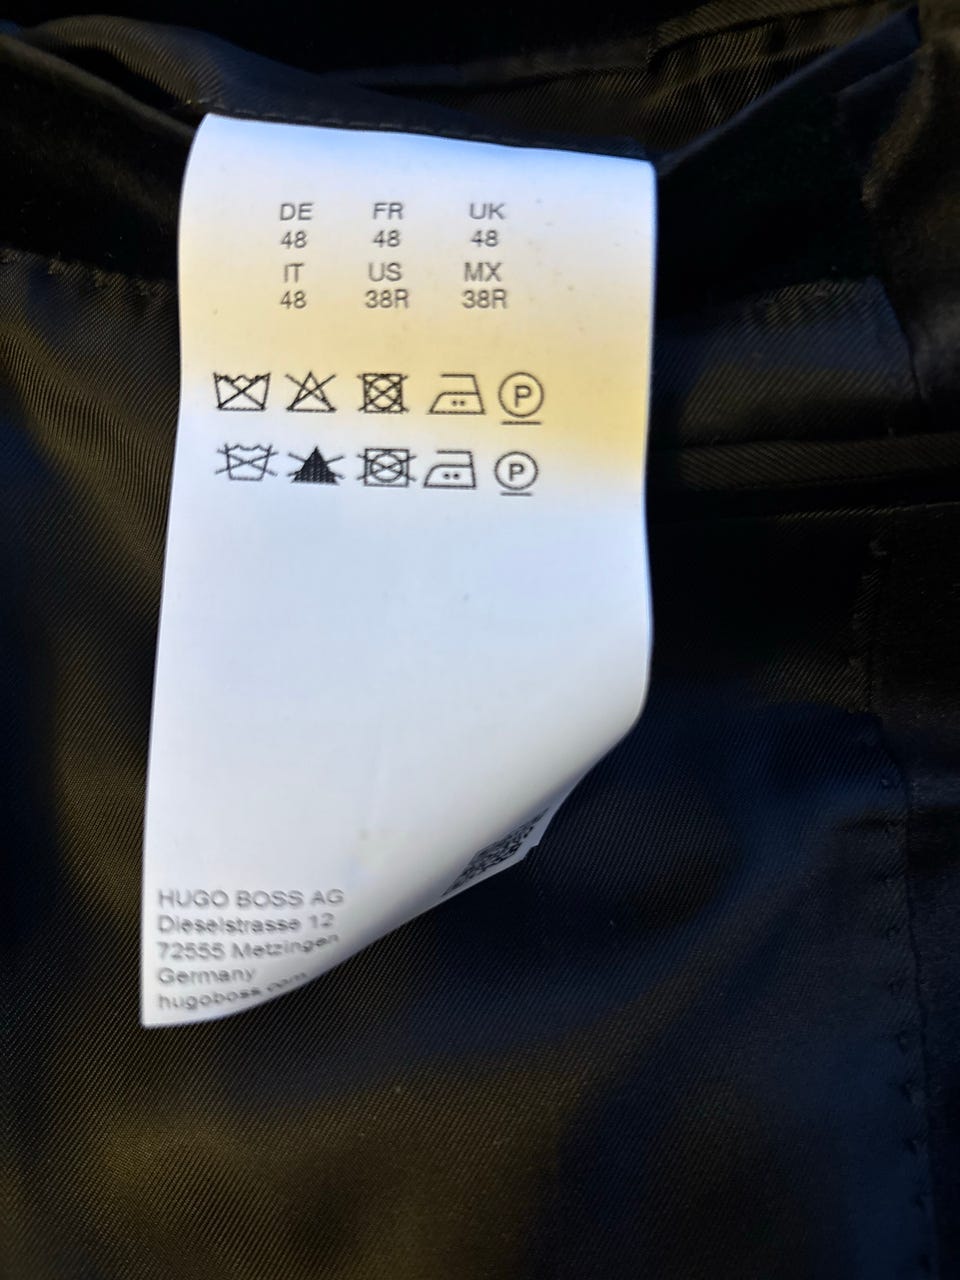 DE FR UK
48 48 48
IT US MX
48 38R 38R
P
P
HUGO BOSS AG
Dieselstrasse 12
72555 Metzingen
Germany
hugoboss.com